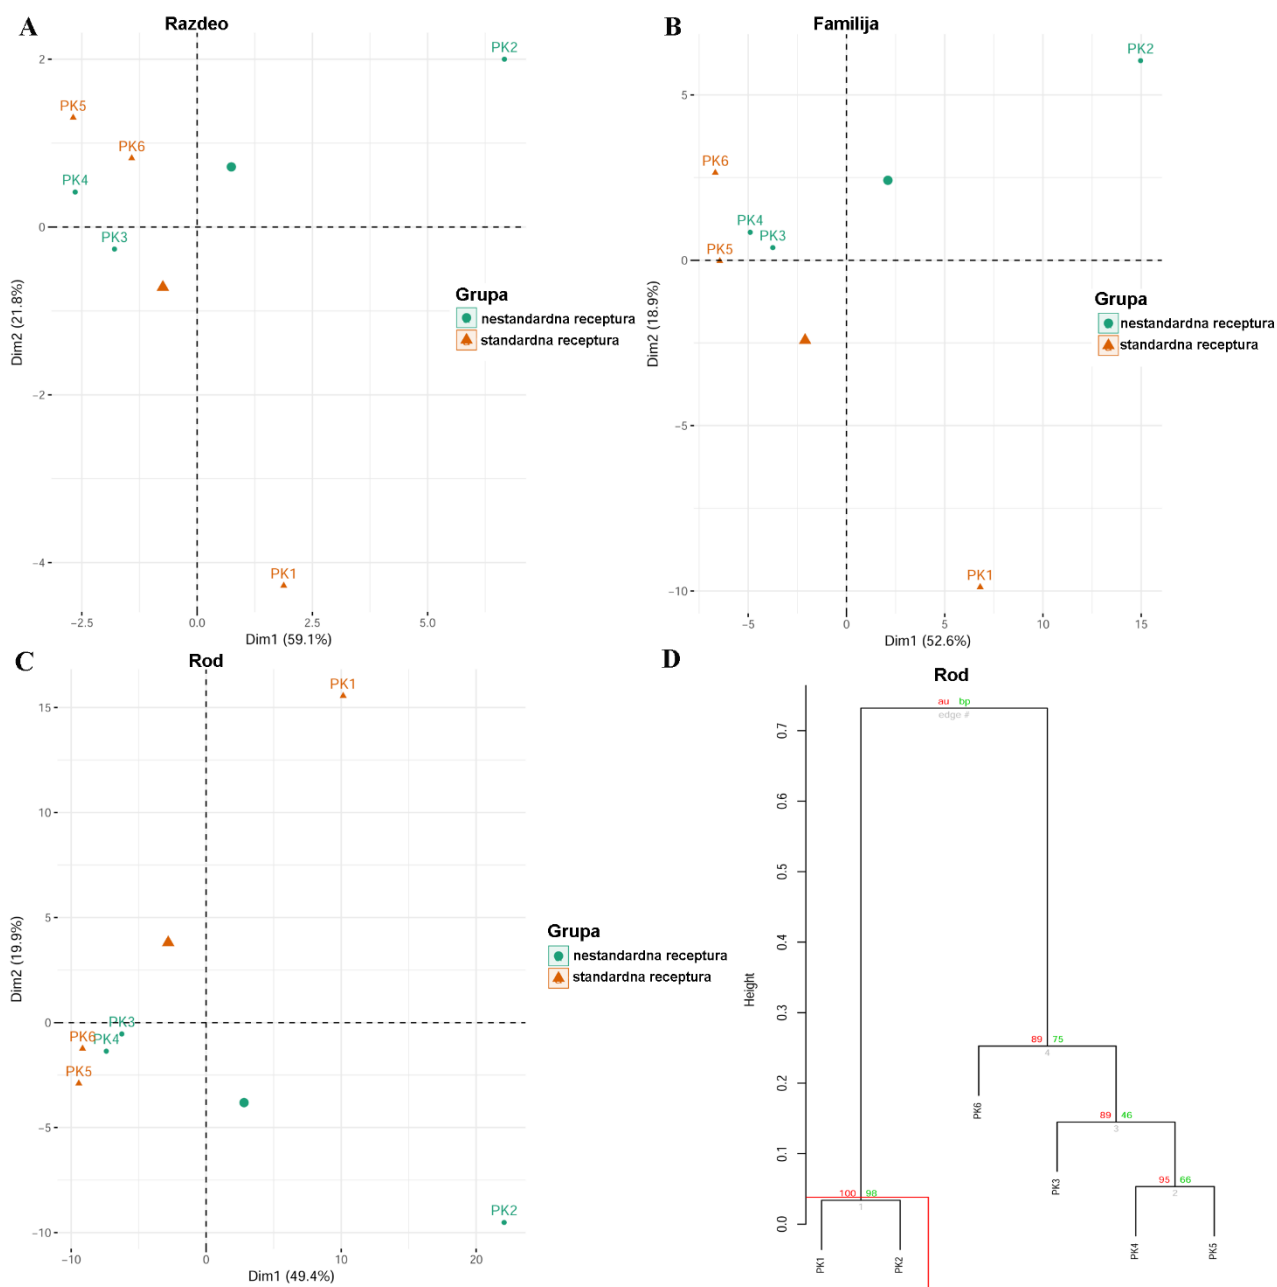 A
Razdeo
PK2
PK5
PK6
PK4
PK3
PK1
2
0
−2
−4
−2.5
0.0
2.5
5.0
Dim2 (21.8%)
Dim1 (59.1%)
Grupa
nestandardna receptura
standardna receptura
B
Familija
PK2
PK6
PK4
PK3
PK5
PK1
5
0
−5
−10
−5
0
5
10
15
Dim2 (18.9%)
Dim1 (52.6%)
Grupa
nestandardna receptura
standardna receptura
C
Rod
PK1
PK3
PK6
PK4
PK5
PK2
15
10
5
0
−5
−10
−10
0
10
20
Dim2 (19.9%)
Dim1 (49.4%)
Grupa
nestandardna receptura
standardna receptura
D
Rod
au bp
edge #
0.7
0.6
0.5
0.4
0.3
0.2
0.1
0.0
Height
89 75
4
PK6
89 46
3
PK3
95 66
2
100 98
1
PK1
PK2
PK4
PK5